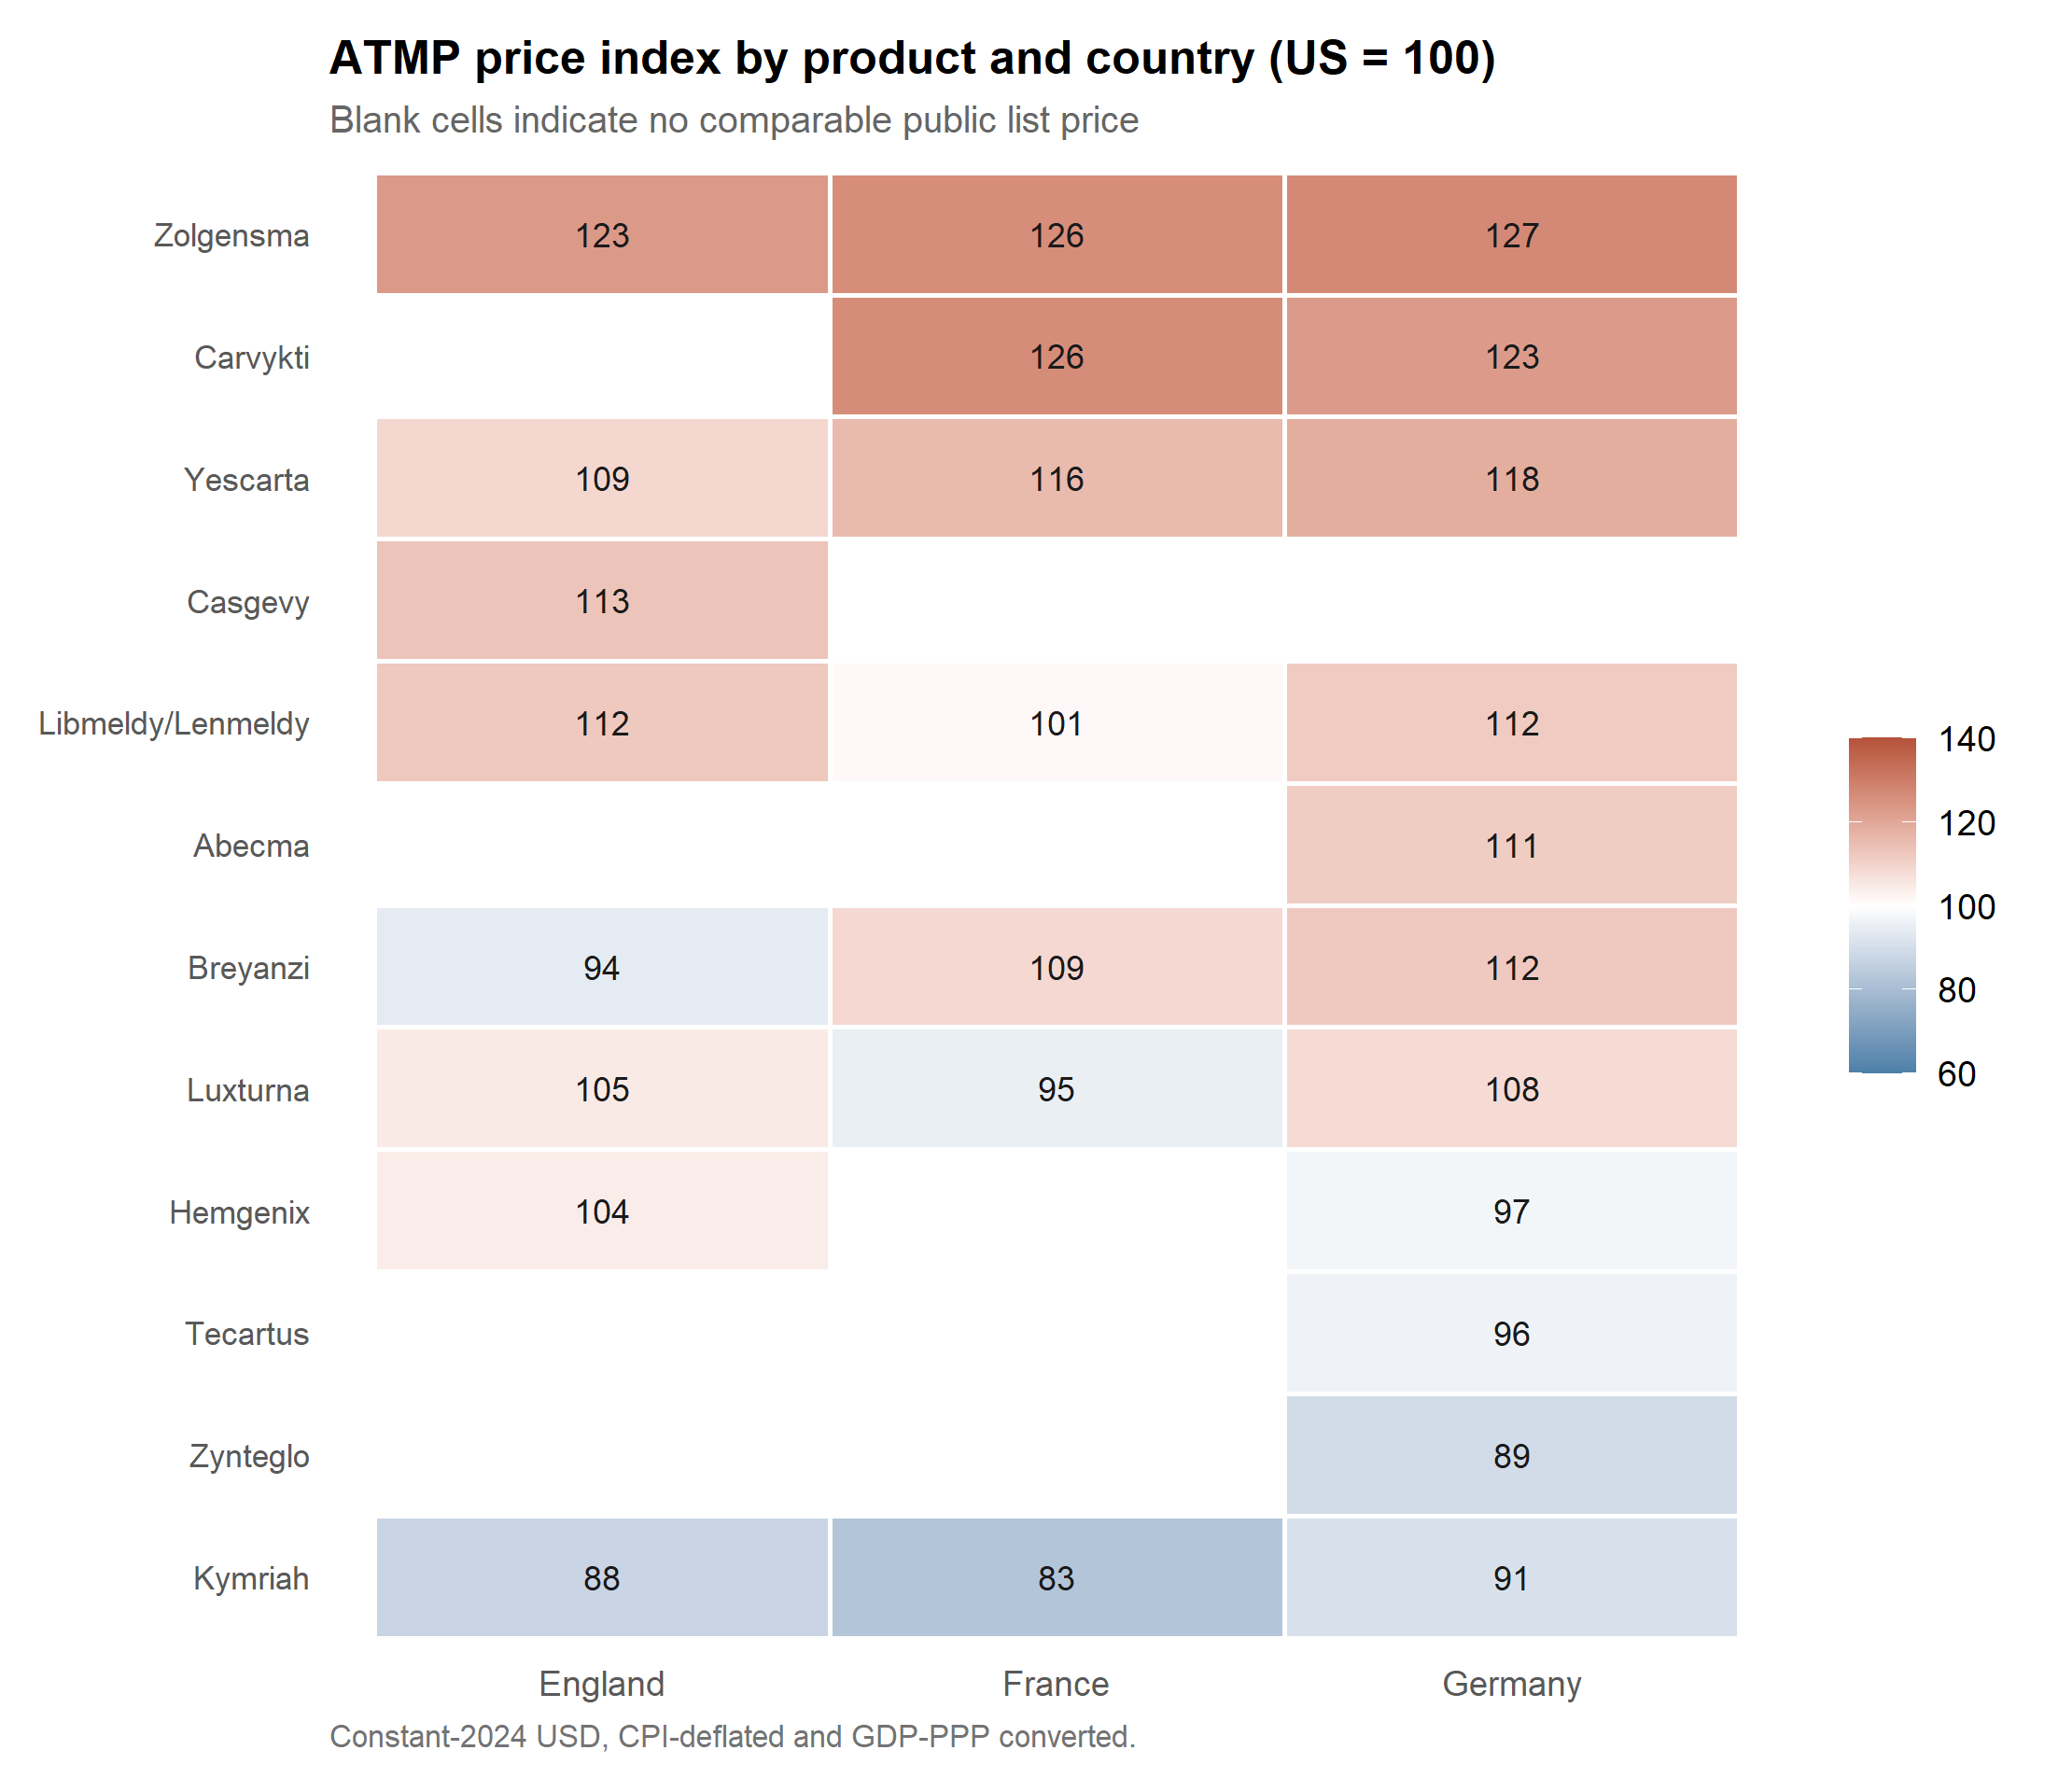 ATMP price index by product and country (US = 100)
Blank cells indicate no comparable public list price
Zolgensma 123 126 127
Carvykti 126 123
Yescarta 109 116 118
Casgevy 113
Libmeldy/Lenmeldy 112 101 112
Abecma 111
Breyanzi 94 109 112
Luxturna 105 95 108
Hemgenix 104 97
Tecartus 96
Zynteglo 89
Kymriah 88 83 91
England France Germany
Constant-2024 USD, CPI-deflated and GDP-PPP converted.
140
120
100
80
60